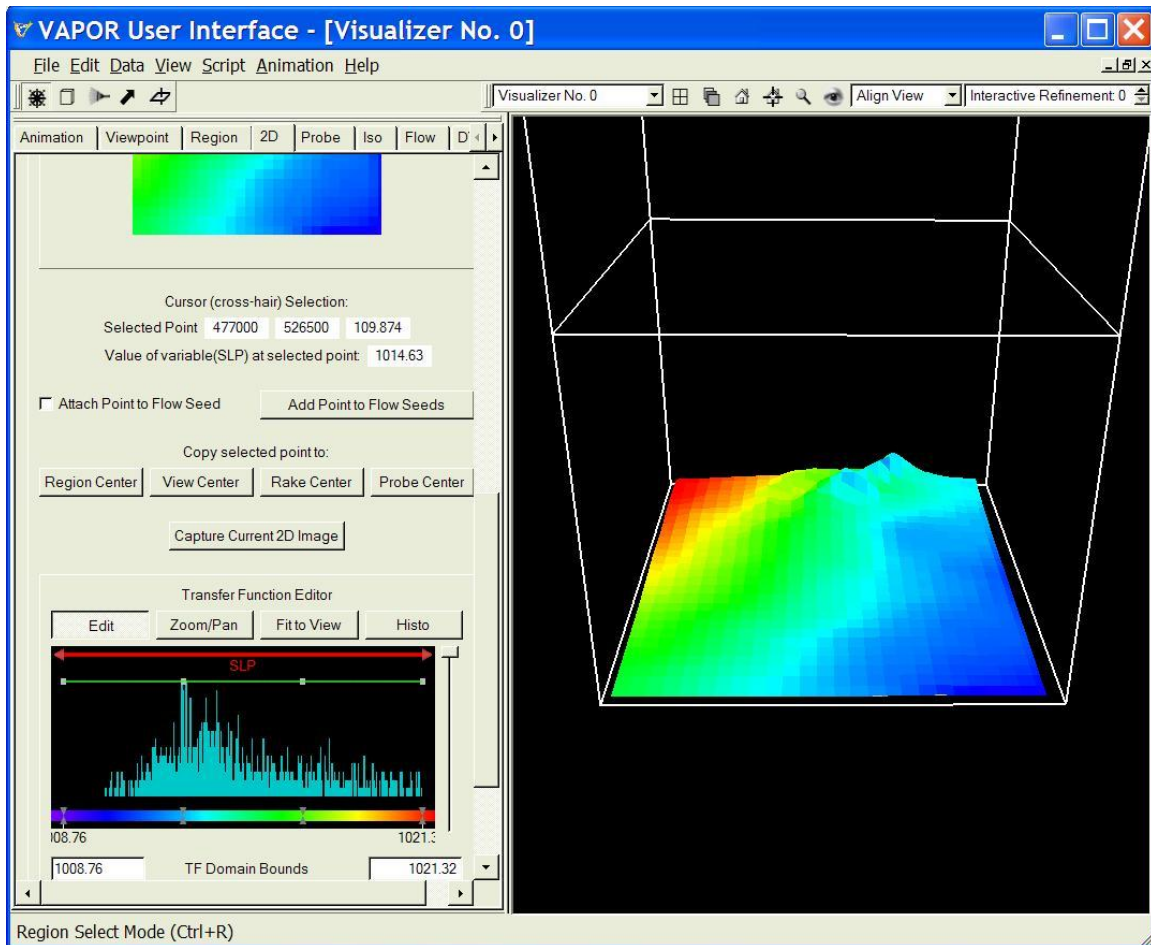 VAPOR User Interface - [Visualizer No. 0]
File Edit Data View Script Animation Help
Visualizer No. 0 Align View Interactive Refinement: 0
Animation Viewpoint Region 2D Probe Iso Flow
Cursor (cross-hair) Selection:
Selected Point 477000 526500 109.874
Value of variable(SLP) at selected point: 1014.63
Attach Point to Flow Seed Add Point to Flow Seeds
Copy selected point to:
Region Center View Center Rake Center Probe Center
Capture Current 2D Image
Transfer Function Editor
Edit Zoom/Pan Fit to View Histo
SLP
008.76 1021.3
1008.76 TF Domain Bounds 1021.32
Region Select Mode (Ctrl+R)